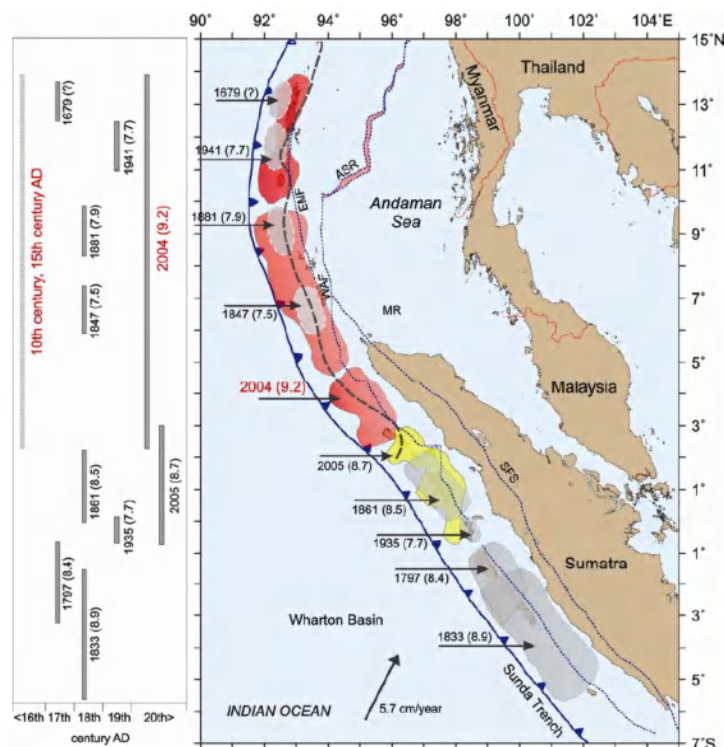 90°
92°
94°
96°
98°
100°
102°
104°E
15°N
13°
11°
9°
7°
5°
3°
1°
1°
3°
5°
7°S
10th century, 15th century AD
1679 (?)
1941 (7.7)
1881 (7.9)
1847 (7.5)
2004 (9.2)
1861 (8.5)
1935 (7.7)
2005 (8.7)
1797 (8.4)
1833 (8.9)
<16th
17th
18th
19th
20th>
century AD
1679 (?)
1941 (7.7)
1881 (7.9)
1847 (7.5)
2004 (9.2)
2005 (8.7)
1861 (8.5)
1935 (7.7)
1797 (8.4)
1833 (8.9)
Thailand
Myanmar
ASR
Andaman
Sea
EMF
WAF
MR
Malaysia
SFS
Sumatra
Wharton Basin
Sunda Trench
INDIAN OCEAN
5.7 cm/year